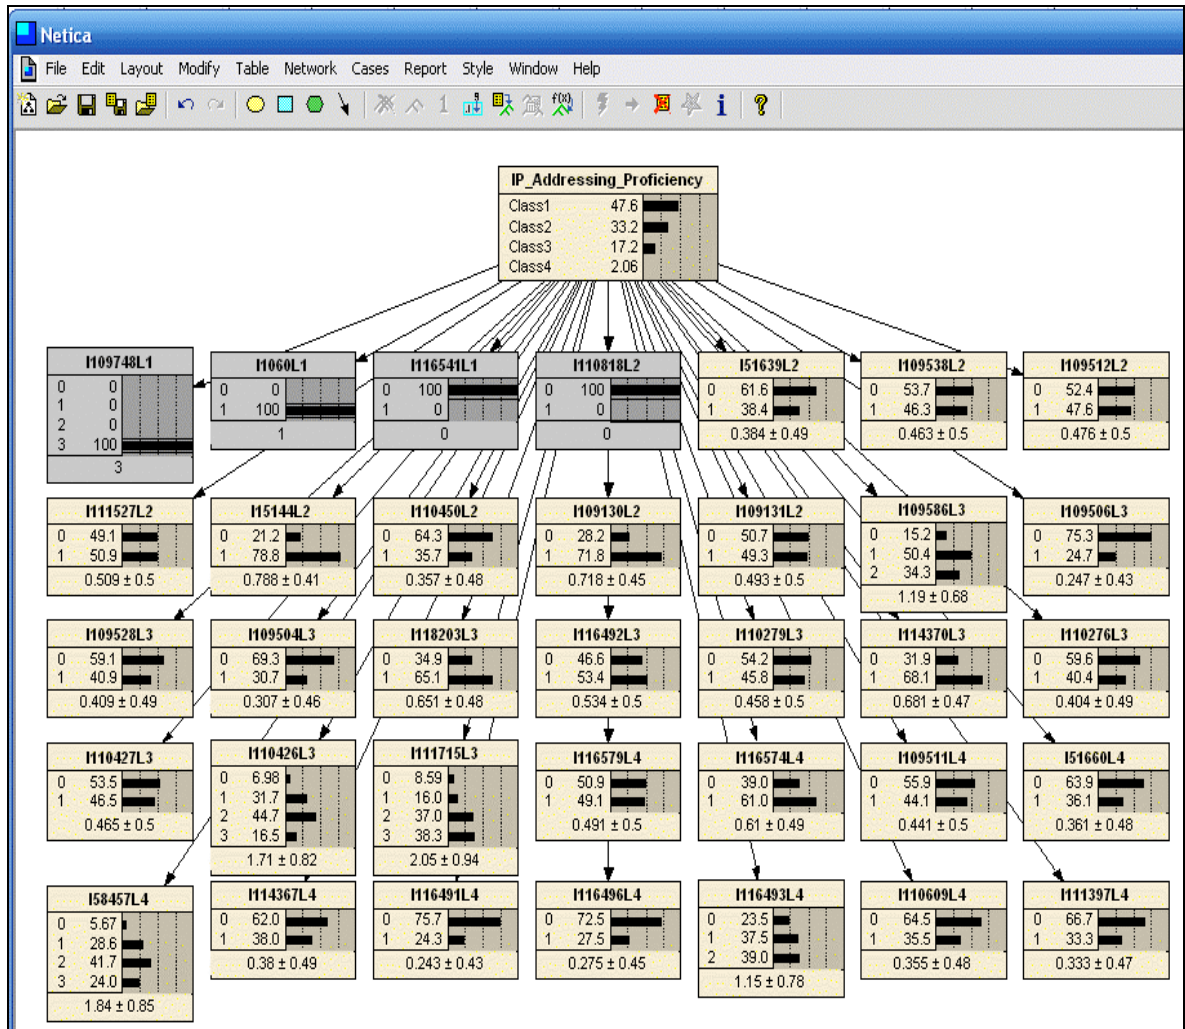 Netica
File Edit Layout Modify Table Network Cases Report Style Window Help
1 f(x) i ?
IP_Addressing_Proficiency
Class1 47.6
Class2 33.2
Class3 17.2
Class4 2.06
I109748L1
0 0
1 0
2 0
3 100
3
I1060L1
0 0
1 100
1
I116541L1
0 100
1 0
0
I110818L2
0 100
1 0
0
I51639L2
0 61.6
1 38.4
0.384 ± 0.49
I109538L2
0 53.7
1 46.3
0.463 ± 0.5
I109512L2
0 52.4
1 47.6
0.476 ± 0.5
I111527L2
0 49.1
1 50.9
0.509 ± 0.5
I15144L2
0 21.2
1 78.8
0.788 ± 0.41
I110450L2
0 64.3
1 35.7
0.357 ± 0.48
I109130L2
0 28.2
1 71.8
0.718 ± 0.45
I109131L2
0 50.7
1 49.3
0.493 ± 0.5
I109586L3
0 15.2
1 50.4
2 34.3
1.19 ± 0.68
I109506L3
0 75.3
1 24.7
0.247 ± 0.43
I109528L3
0 59.1
1 40.9
0.409 ± 0.49
I109504L3
0 69.3
1 30.7
0.307 ± 0.46
I118203L3
0 34.9
1 65.1
0.651 ± 0.48
I116492L3
0 46.6
1 53.4
0.534 ± 0.5
I110279L3
0 54.2
1 45.8
0.458 ± 0.5
I114370L3
0 31.9
1 68.1
0.681 ± 0.47
I110276L3
0 59.6
1 40.4
0.404 ± 0.49
I110427L3
0 53.5
1 46.5
0.465 ± 0.5
I110426L3
0 6.98
1 31.7
2 44.7
3 16.5
1.71 ± 0.82
I111715L3
0 8.59
1 16.0
2 37.0
3 38.3
2.05 ± 0.94
I116579L4
0 50.9
1 49.1
0.491 ± 0.5
I116574L4
0 39.0
1 61.0
0.61 ± 0.49
I109511L4
0 55.9
1 44.1
0.441 ± 0.5
I51660L4
0 63.9
1 36.1
0.361 ± 0.48
I58457L4
0 5.67
1 28.6
2 41.7
3 24.0
1.84 ± 0.85
I114367L4
0 62.0
1 38.0
0.38 ± 0.49
I116491L4
0 75.7
1 24.3
0.243 ± 0.43
I116496L4
0 72.5
1 27.5
0.275 ± 0.45
I116493L4
0 23.5
1 37.5
2 39.0
1.15 ± 0.78
I110609L4
0 64.5
1 35.5
0.355 ± 0.48
I111397L4
0 66.7
1 33.3
0.333 ± 0.47